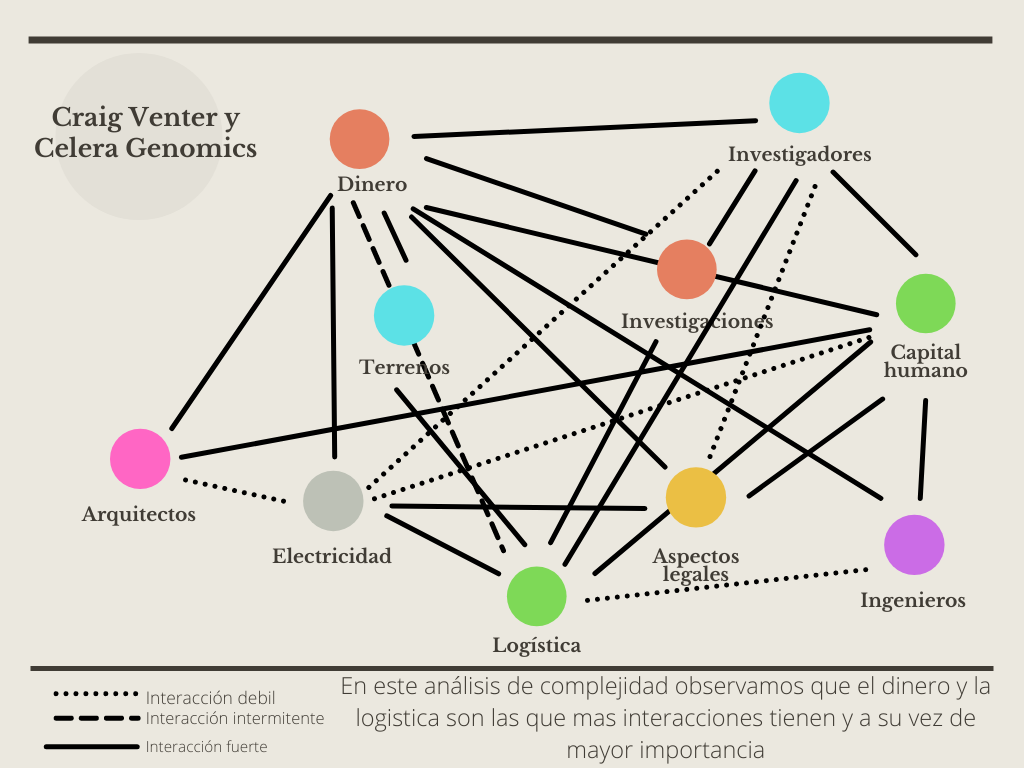 Craig Venter y
Celera Genomics
Dinero
Investigadores
Investigaciones
Capital
humano
Terrenos
Arquitectos
Electricidad
Aspectos
legales
Ingenieros
Logística
Interacción debil
Interacción intermitente
Interacción fuerte
En este análisis de complejidad observamos que el dinero y la
logistica son las que mas interacciones tienen y a su vez de
mayor importancia